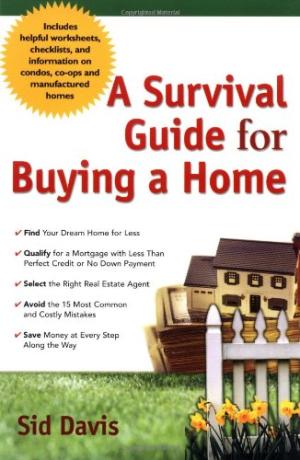 Includes
helpful worksheets,
checklists, and
information on
condos, co-ops and
manufactured
homes
Copyrighted Material
A Survival
Guide for
Buying a Home
✓ Find Your Dream Home for Less
✓ Qualify for a Mortgage with Less Than
Perfect Credit or No Down Payment
✓ Select the Right Real Estate Agent
✓ Avoid the 15 Most Common
and Costly Mistakes
✓ Save Money at Every Step
Along the Way
Sid Davis